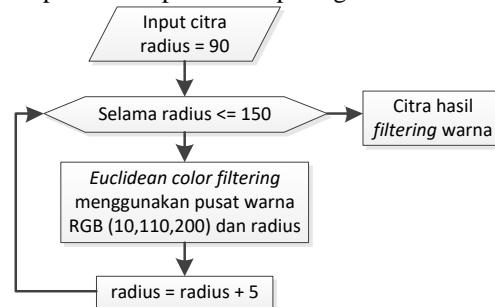 Input citra
radius = 90
Selama radius <= 150
Citra hasil
filtering warna
Euclidean color filtering
menggunakan pusat warna
RGB (10,110,200) dan radius
radius = radius + 5